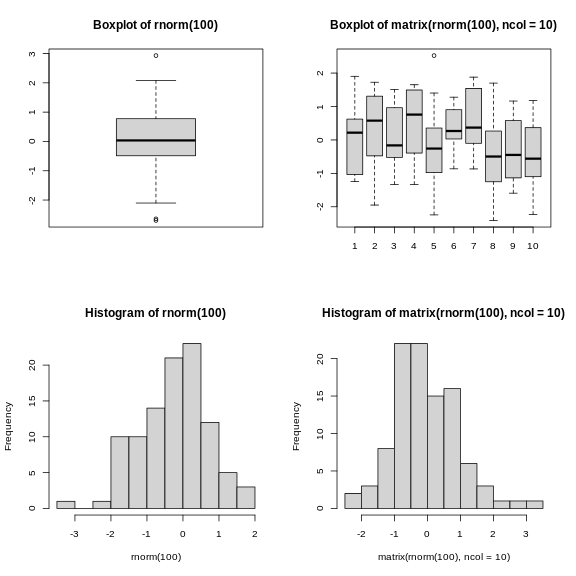 Boxplot of rnorm(100)
3
2
1
0
-1
-2
Boxplot of matrix(rnorm(100), ncol = 10)
2
1
0
-1
-2
1 2 3 4 5 6 7 8 9 10
Histogram of rnorm(100)
Frequency
20
15
10
5
0
-3 -2 -1 0 1 2
rnorm(100)
Histogram of matrix(rnorm(100), ncol = 10)
Frequency
20
15
10
5
0
-2 -1 0 1 2 3
matrix(rnorm(100), ncol = 10)